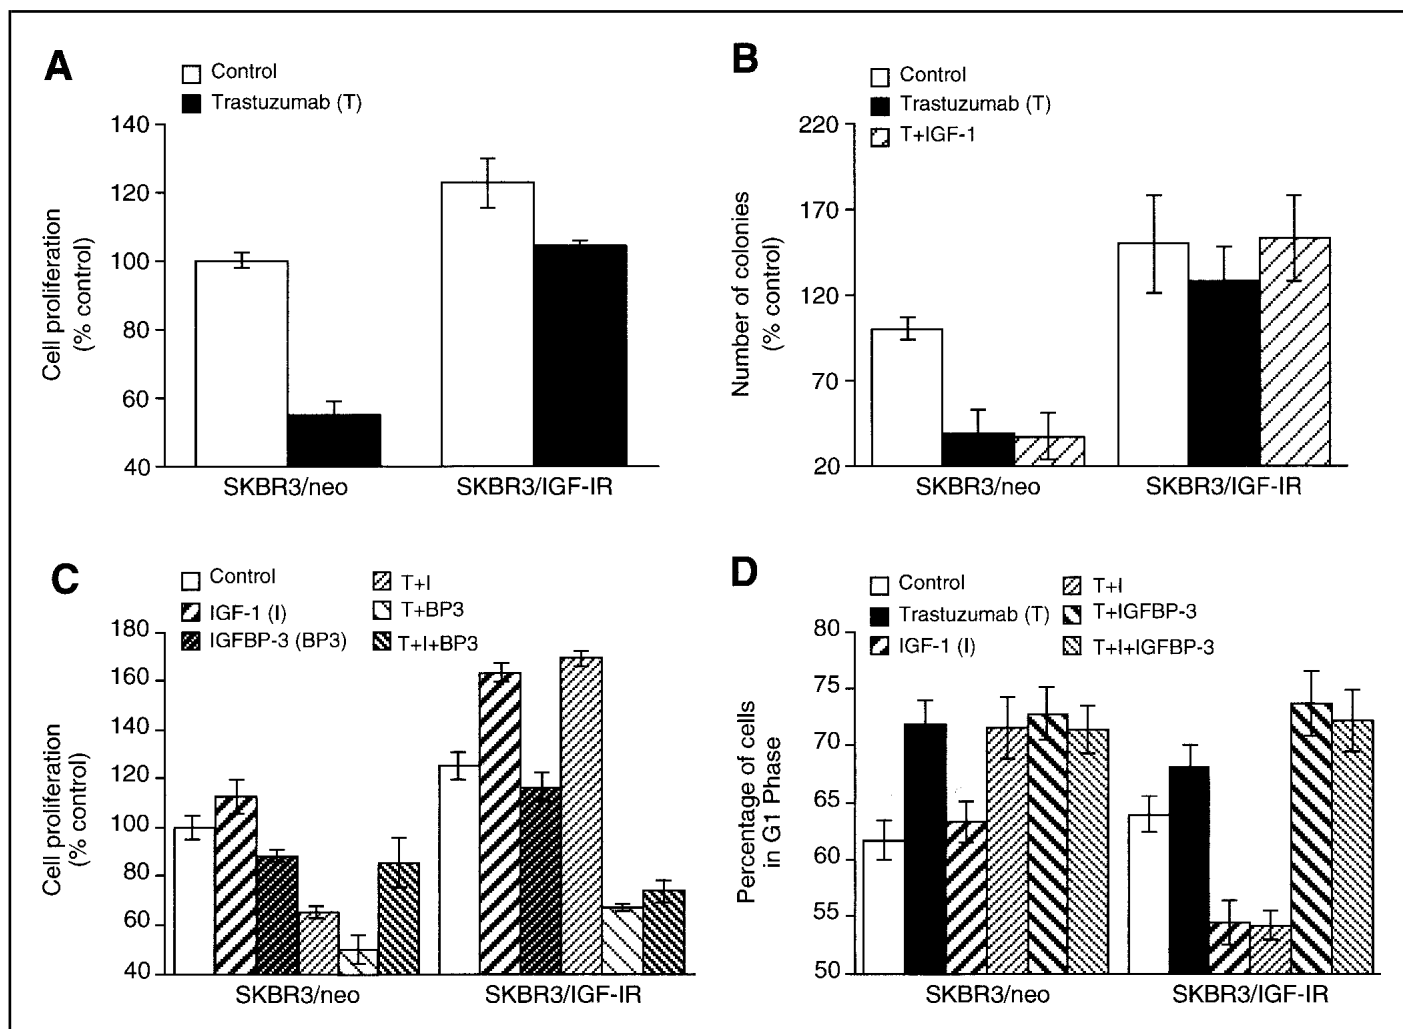 A
Control
Trastuzumab (T)
140
120
100
80
60
40
Cell proliferation
(% control)
SKBR3/neo
SKBR3/IGF-IR
B
Control
Trastuzumab (T)
T+IGF-1
220
170
120
70
20
Number of colonies
(% control)
SKBR3/neo
SKBR3/IGF-IR
C
Control
IGF-1 (I)
IGFBP-3 (BP3)
T+I
T+BP3
T+I+BP3
180
160
140
120
100
80
60
40
Cell proliferation
(% control)
SKBR3/neo
SKBR3/IGF-IR
D
Control
Trastuzumab (T)
IGF-1 (I)
T+I
T+IGFBP-3
T+I+IGFBP-3
80
75
70
65
60
55
50
Percentage of cells
in G1 Phase
SKBR3/neo
SKBR3/IGF-IR